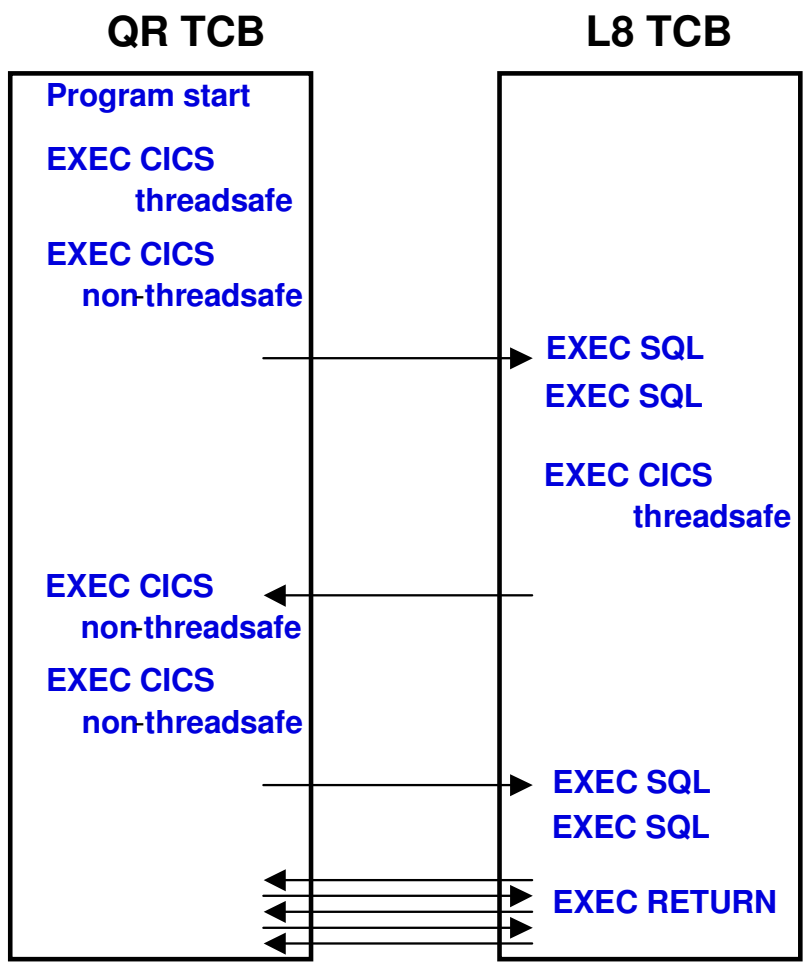 QR TCB
L8 TCB
Program start
EXEC CICS
threadsafe
EXEC CICS
non-threadsafe
EXEC SQL
EXEC SQL
EXEC CICS
threadsafe
EXEC CICS
non-threadsafe
EXEC CICS
non-threadsafe
EXEC SQL
EXEC SQL
EXEC RETURN